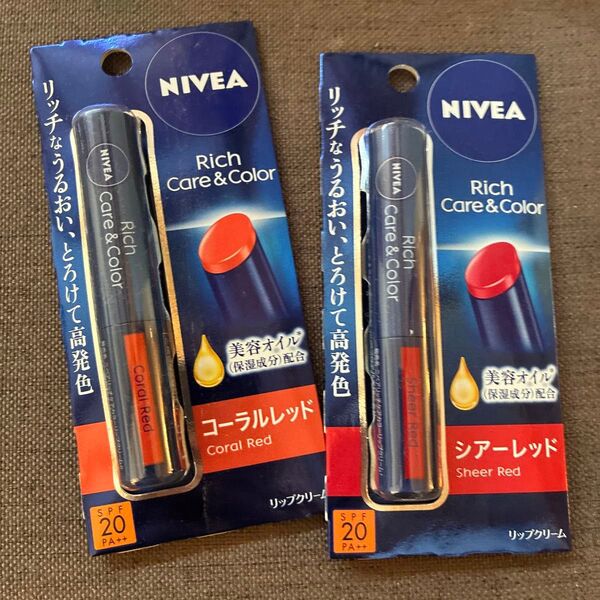 NIVEA
Rich
Care&Color
リッチなうるおい、とろけて高発色
NIVEA
Rich
Care&Color
Coral Red
美容オイル*
(保湿成分)配合
コーラルレッド
Coral Red
リップクリーム
SPF
20
PA++
NIVEA
Rich
Care&Color
リッチなうるおい、とろけて高発色
NIVEA
Rich
Care&Color
Sheer Red
美容オイル*
(保湿成分)配合
シアーレッド
Sheer Red
リップクリーム
SPF
20
PA++